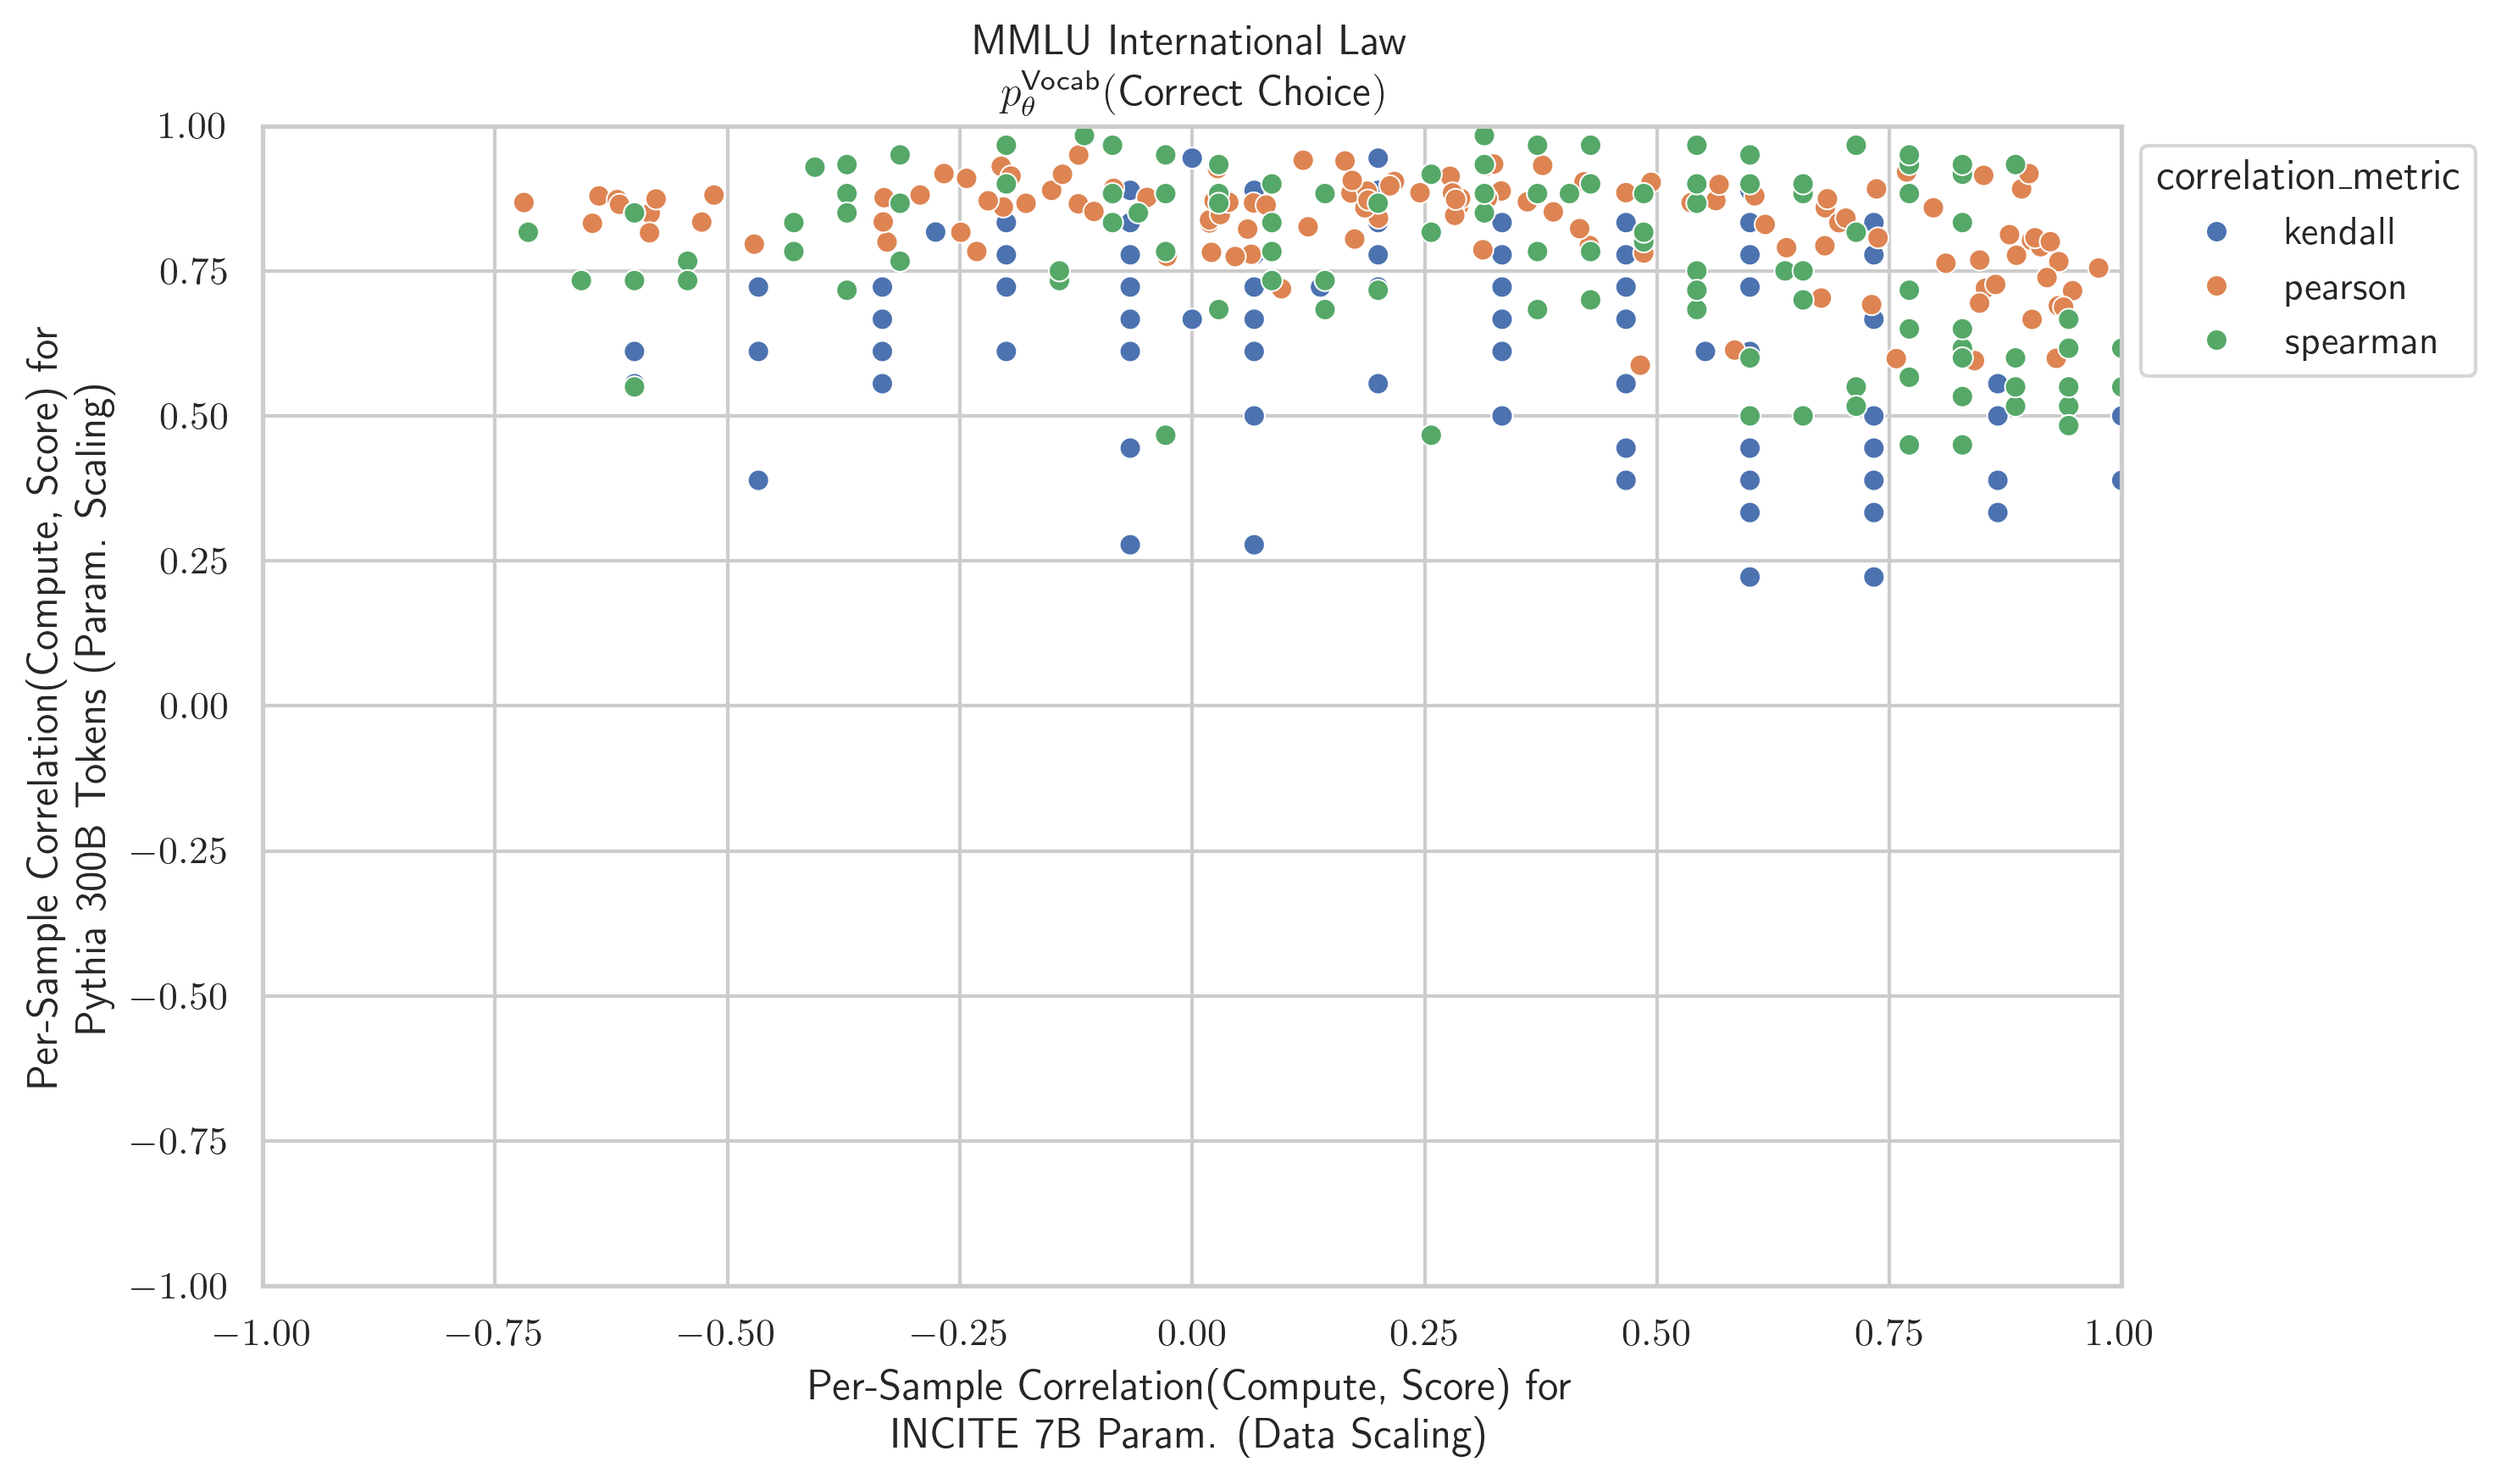 MMLU International Law
$p_\theta^{\text{Vocab}}$(Correct Choice)
Per-Sample Correlation(Compute, Score) for
Pythia 300B Tokens (Param. Scaling)
1.00
0.75
0.50
0.25
0.00
−0.25
−0.50
−0.75
−1.00
−1.00 −0.75 −0.50 −0.25 0.00 0.25 0.50 0.75 1.00
Per-Sample Correlation(Compute, Score) for
INCITE 7B Param. (Data Scaling)
correlation_metric
kendall
pearson
spearman